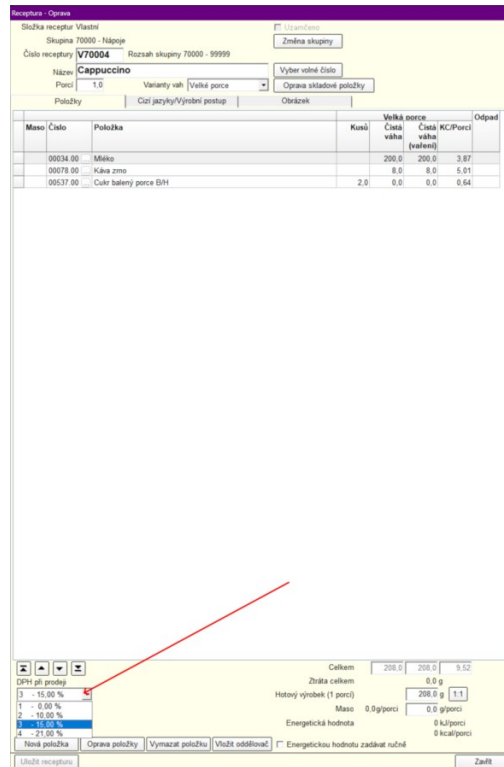 Receptura - Oprava
Složka receptur Vlastní
Uzamčeno
Skupina 70000 - Nápoje
Změna skupiny
Číslo receptury V70004 Rozsah skupiny 70000 - 99999
Název Cappuccino
Vyber volné číslo
Porcí 1,0 Varianty vah Velké porce
Oprava skladové položky
Položky Cizí jazyky/Výrobní postup Obrázek
Velká porce Odpad
Maso Číslo Položka Kusů Čistá váha Čistá váha (vaření) KC/Porci
00034.00 ... Mléko 200,0 200,0 3,87
00078.00 ... Káva zrno 8,0 8,0 5,01
00537.00 ... Cukr balený porce B/H 2,0 0,0 0,0 0,64
Celkem 208,0 208,0 9,52
DPH při prodeji
Ztráta celkem 0,0 g
3 - 15,00 %
Hotový výrobek (1 porcí) 208,0 g 1:1
1 - 0,00 %
2 - 10,00 %
3 - 15,00 %
4 - 21,00 %
Maso 0,0g/porci 0,0 g/porci
Energetická hodnota 0 kJ/porci
0 kcal/porci
Nová položka Oprava položky Vymazat položku Vložit oddělovač Energetickou hodnotu zadávat ručně
Uložit recepturu Zavřít